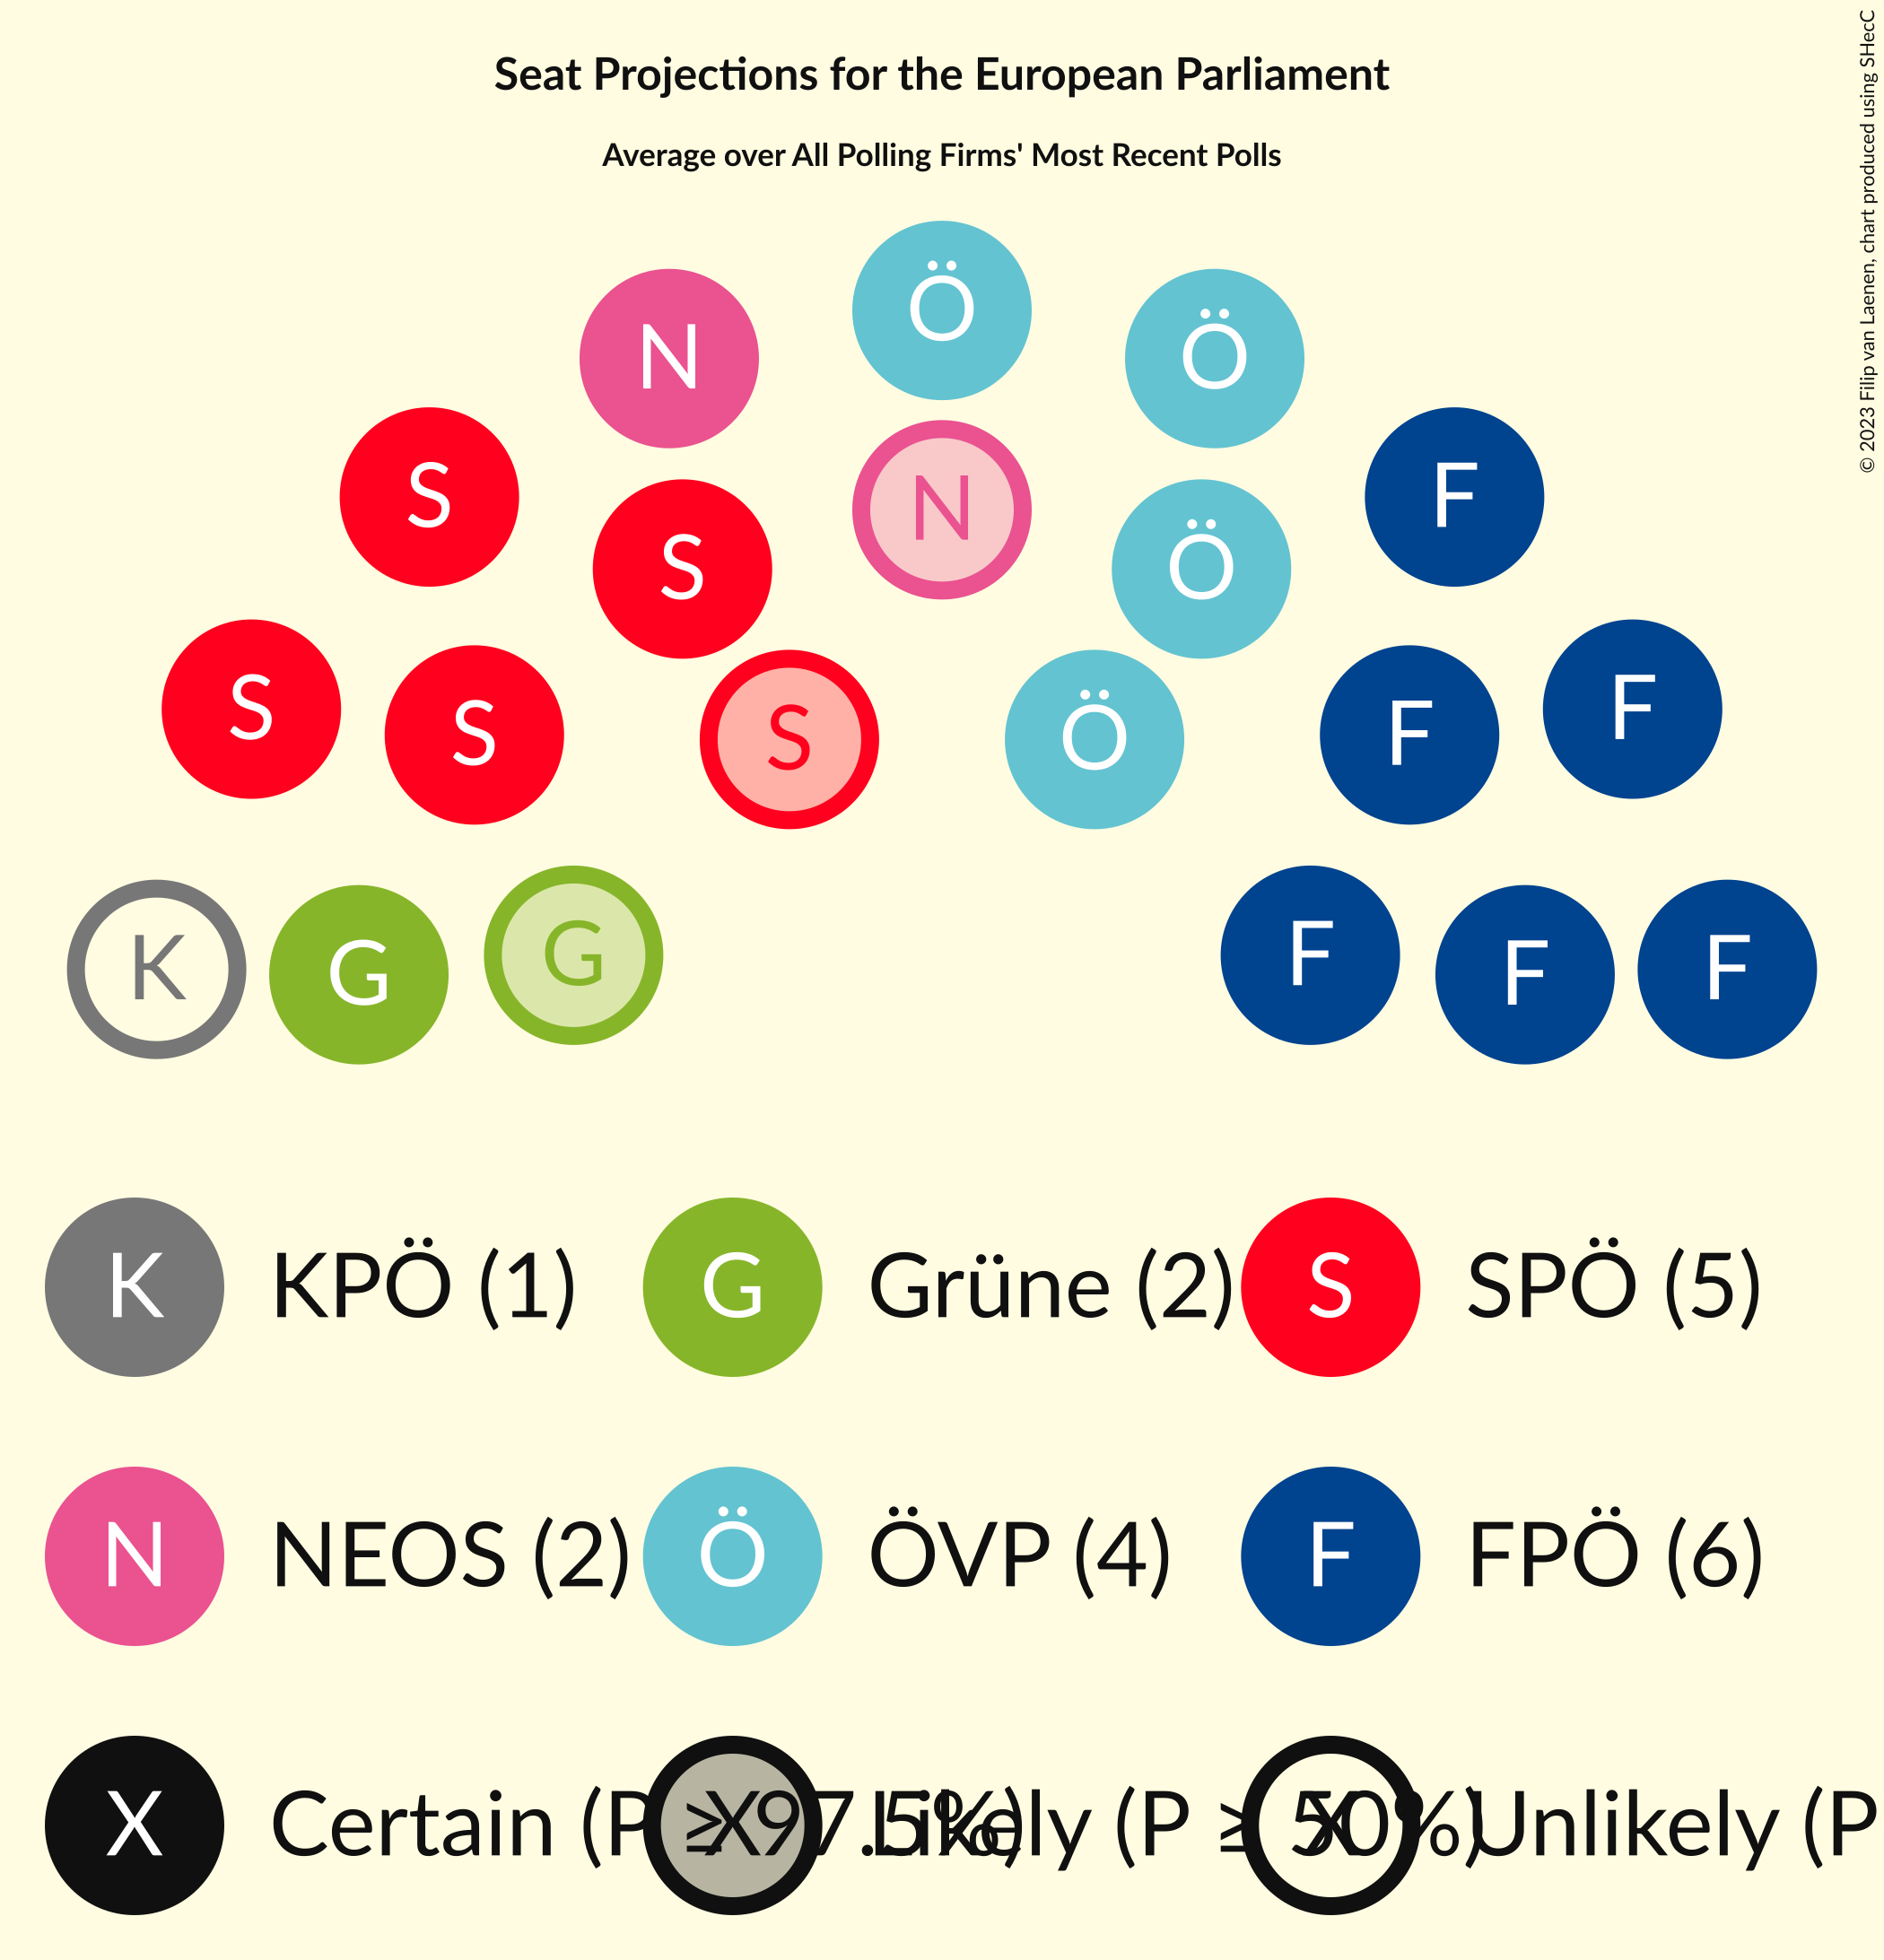 Seat Projections for the European Parliament
Average over All Polling Firms' Most Recent Polls
© 2023 Filip van Laenen, chart produced using SHecC
Ö
N Ö
S N F
S Ö
S S S Ö F F
K G G F F F
K KPÖ (1) G Grüne (2) S SPÖ (5)
N NEOS (2) Ö ÖVP (4) F FPÖ (6)
X Certain (P ≥ 97.5%) X Likely (P ≥ 50%) X Unlikely (P